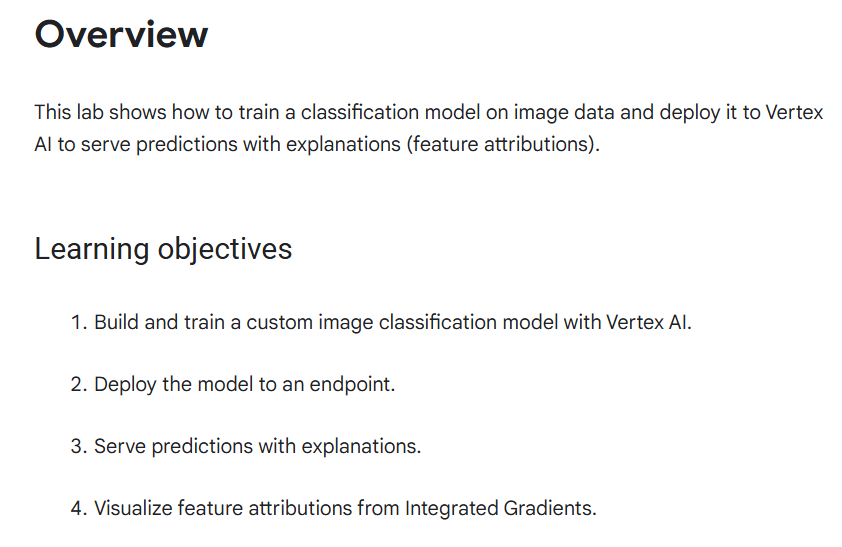 Overview
This lab shows how to train a classification model on image data and deploy it to Vertex
AI to serve predictions with explanations (feature attributions).
Learning objectives
1. Build and train a custom image classification model with Vertex AI.
2. Deploy the model to an endpoint.
3. Serve predictions with explanations.
4. Visualize feature attributions from Integrated Gradients.